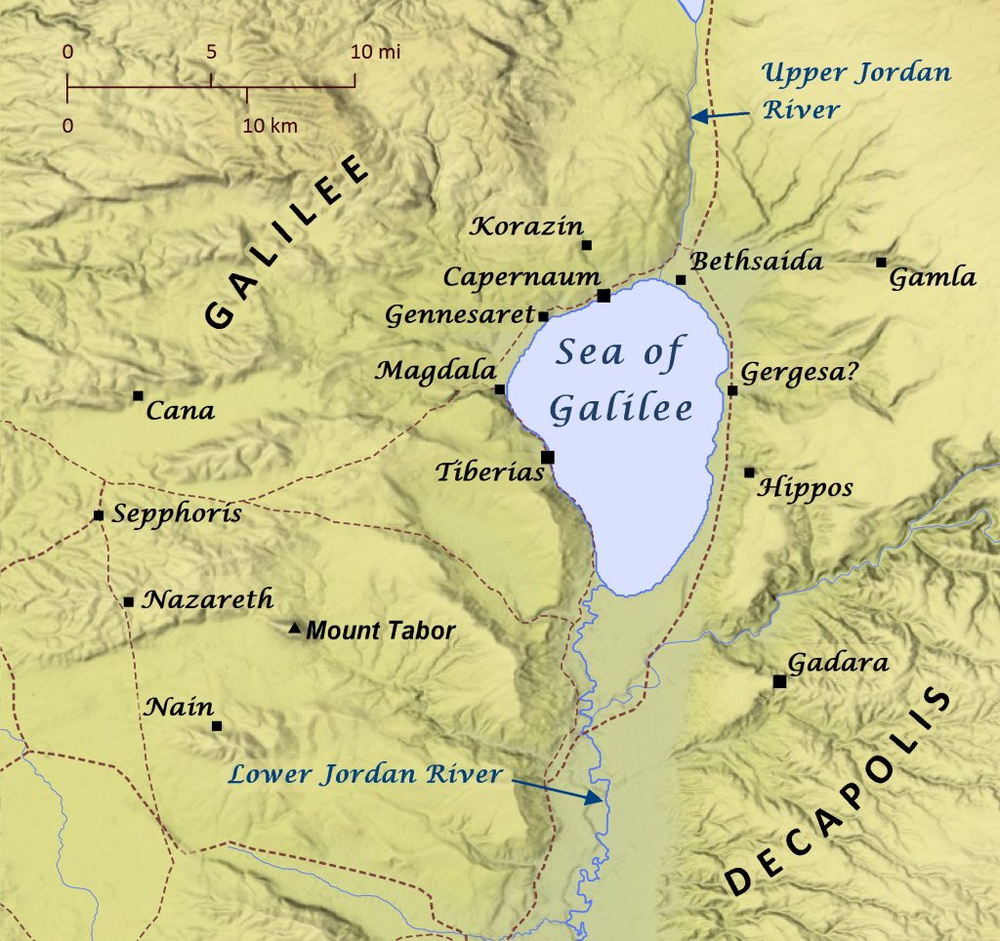 0 5 10 mi
0 10 km
Upper Jordan
River
GALILEE
Korazin
Capernaum
Bethsaida
Gamla
Gennesaret
Sea of
Galilee
Magdala
Gergesa?
Cana
Tiberias
Hippos
Sepphoris
Nazareth
Mount Tabor
Gadara
Nain
Lower Jordan River
DECAPOLIS